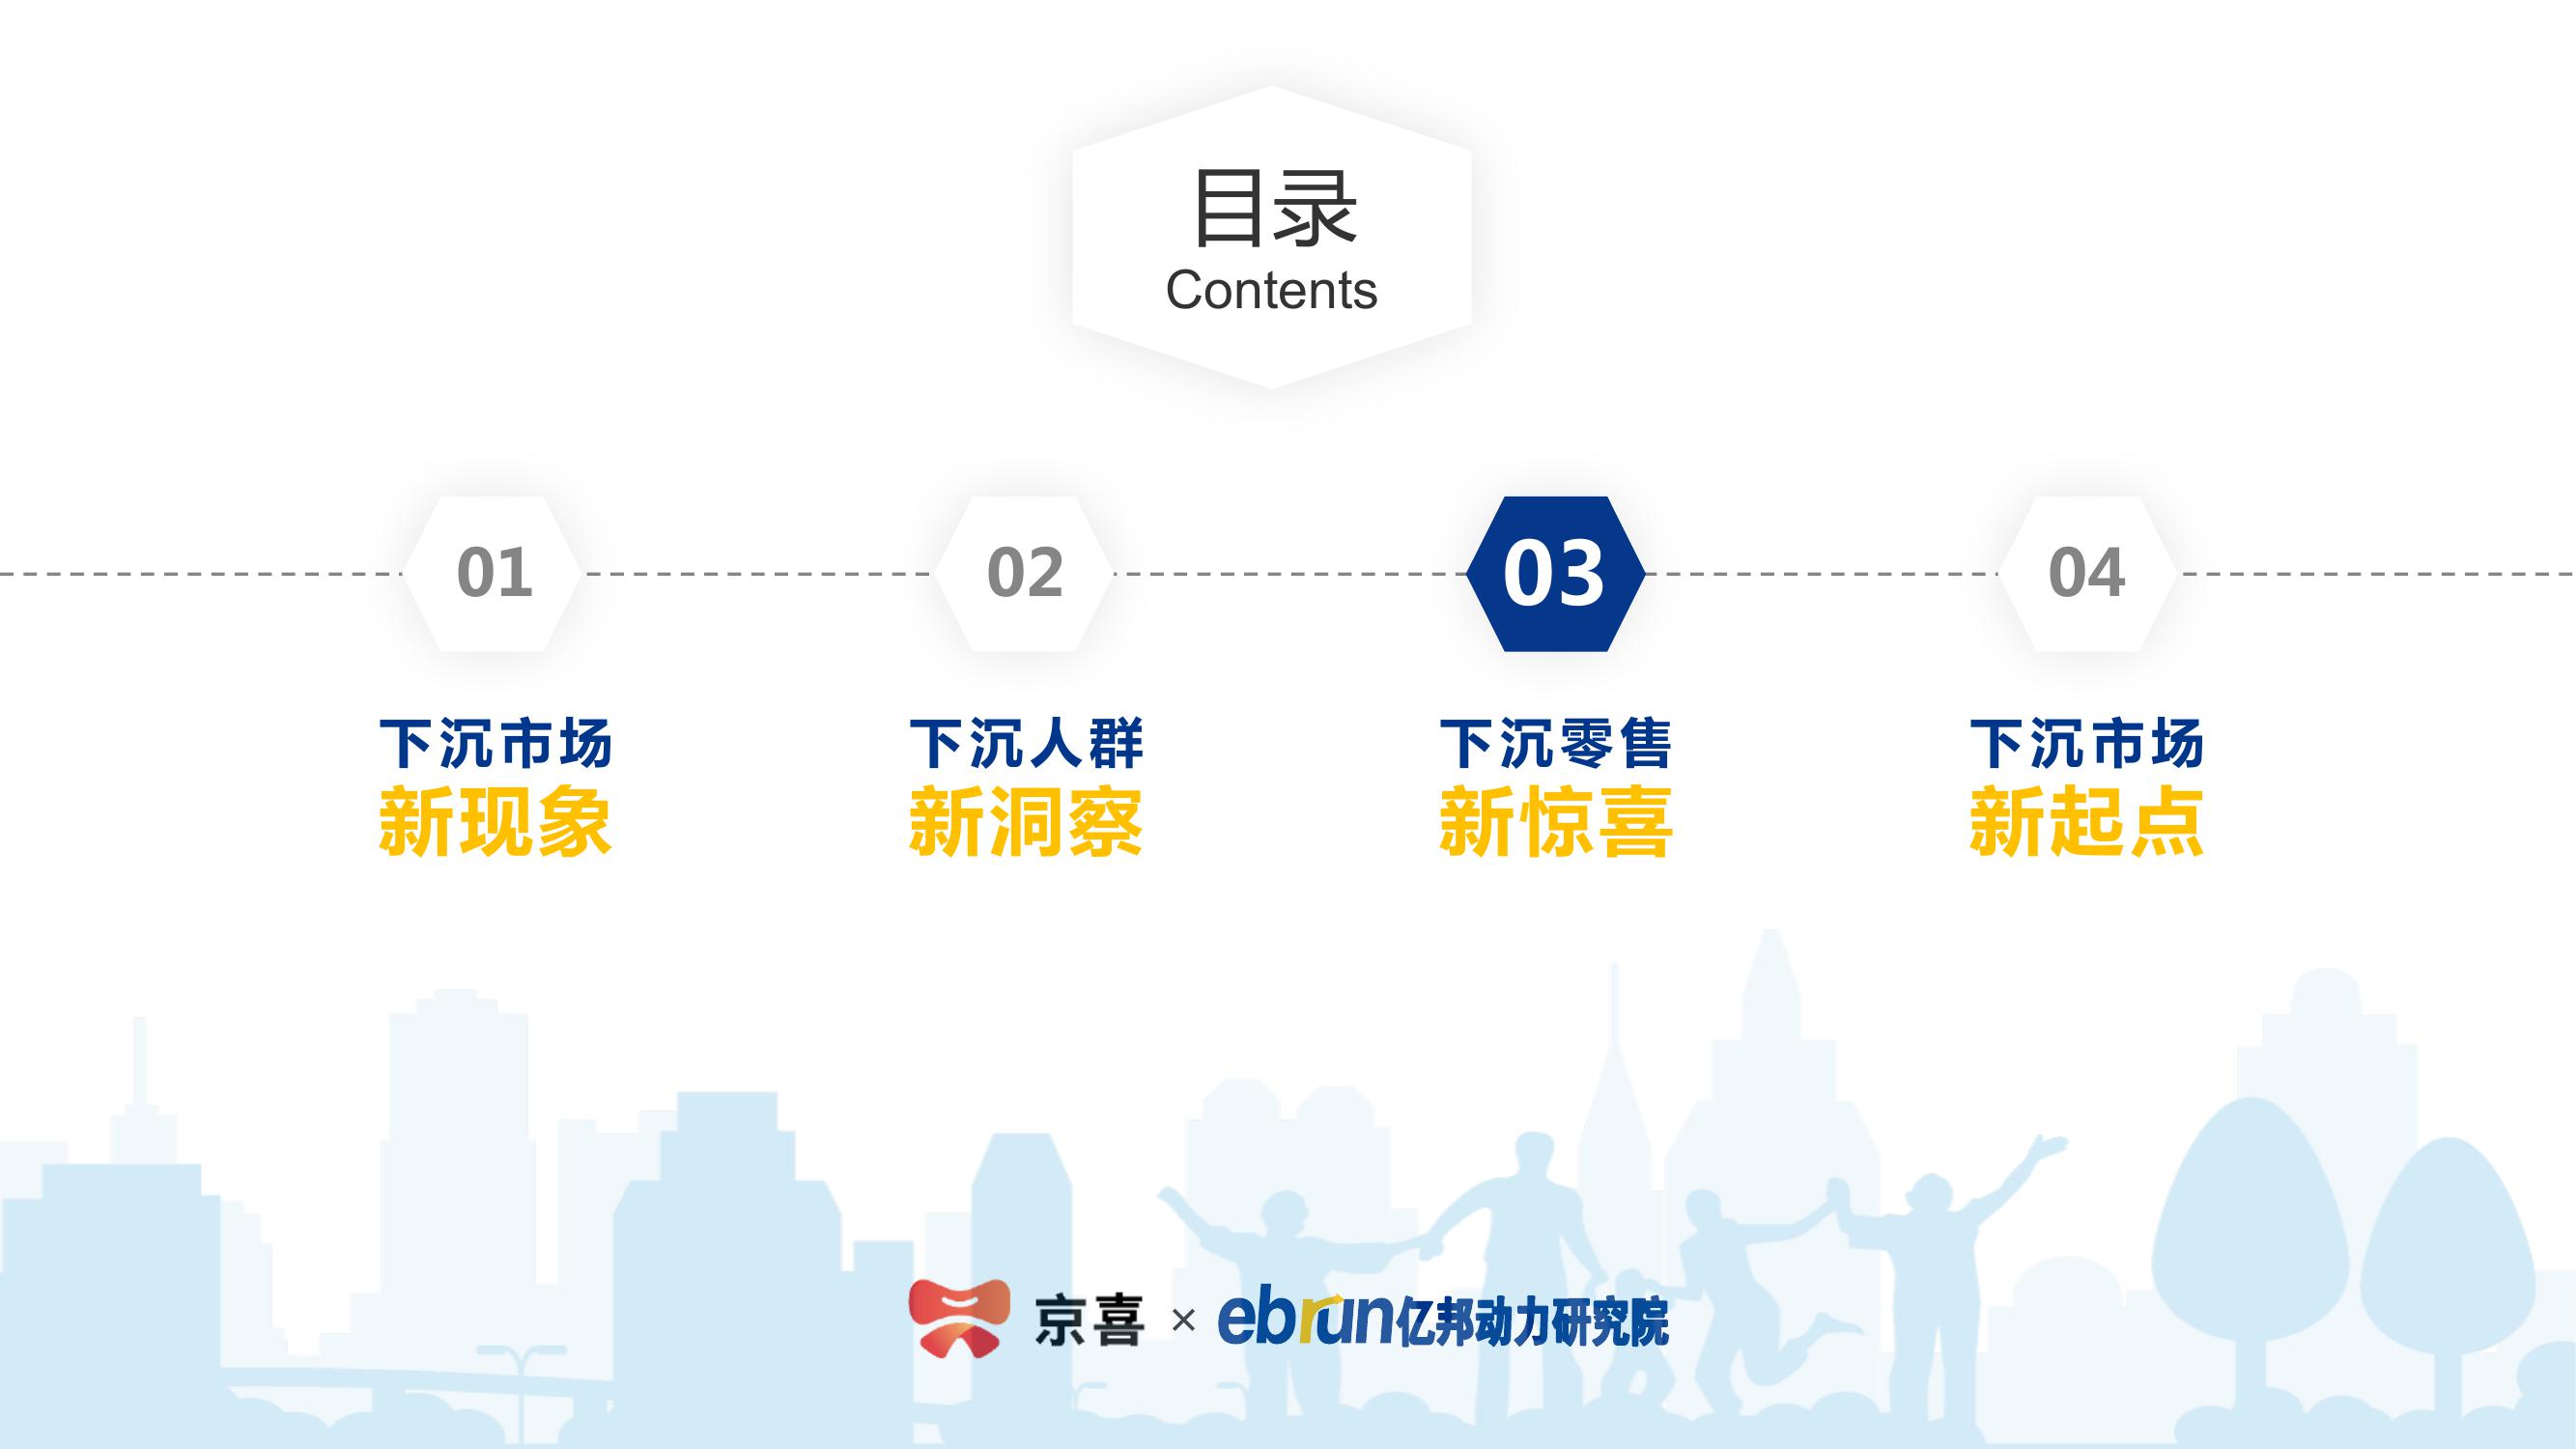 目录
Contents
01
02
03
04
下沉市场
新现象
下沉人群
新洞察
下沉零售
新惊喜
下沉市场
新起点
京喜 × ebrun亿邦动力研究院